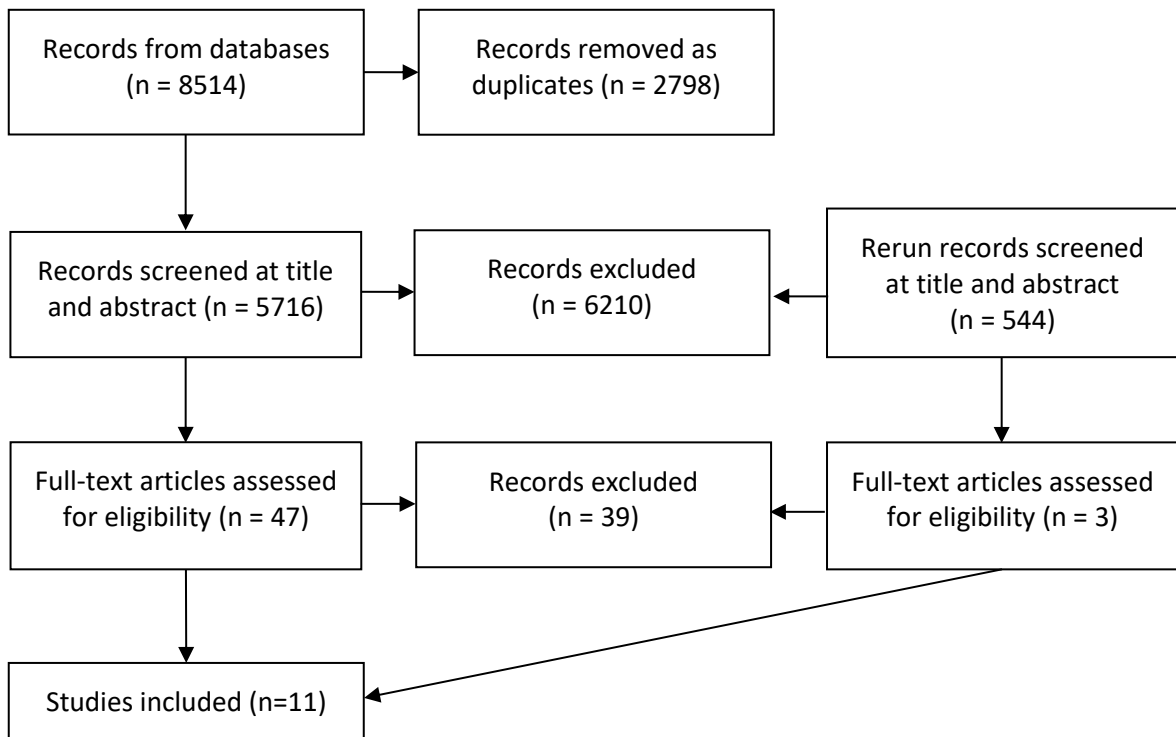 Records from databases
(n = 8514)
Records removed as
duplicates (n = 2798)
Records screened at title
and abstract (n = 5716)
Records excluded
(n = 6210)
Rerun records screened
at title and abstract
(n = 544)
Full-text articles assessed
for eligibility (n = 47)
Records excluded
(n = 39)
Full-text articles assessed
for eligibility (n = 3)
Studies included (n=11)